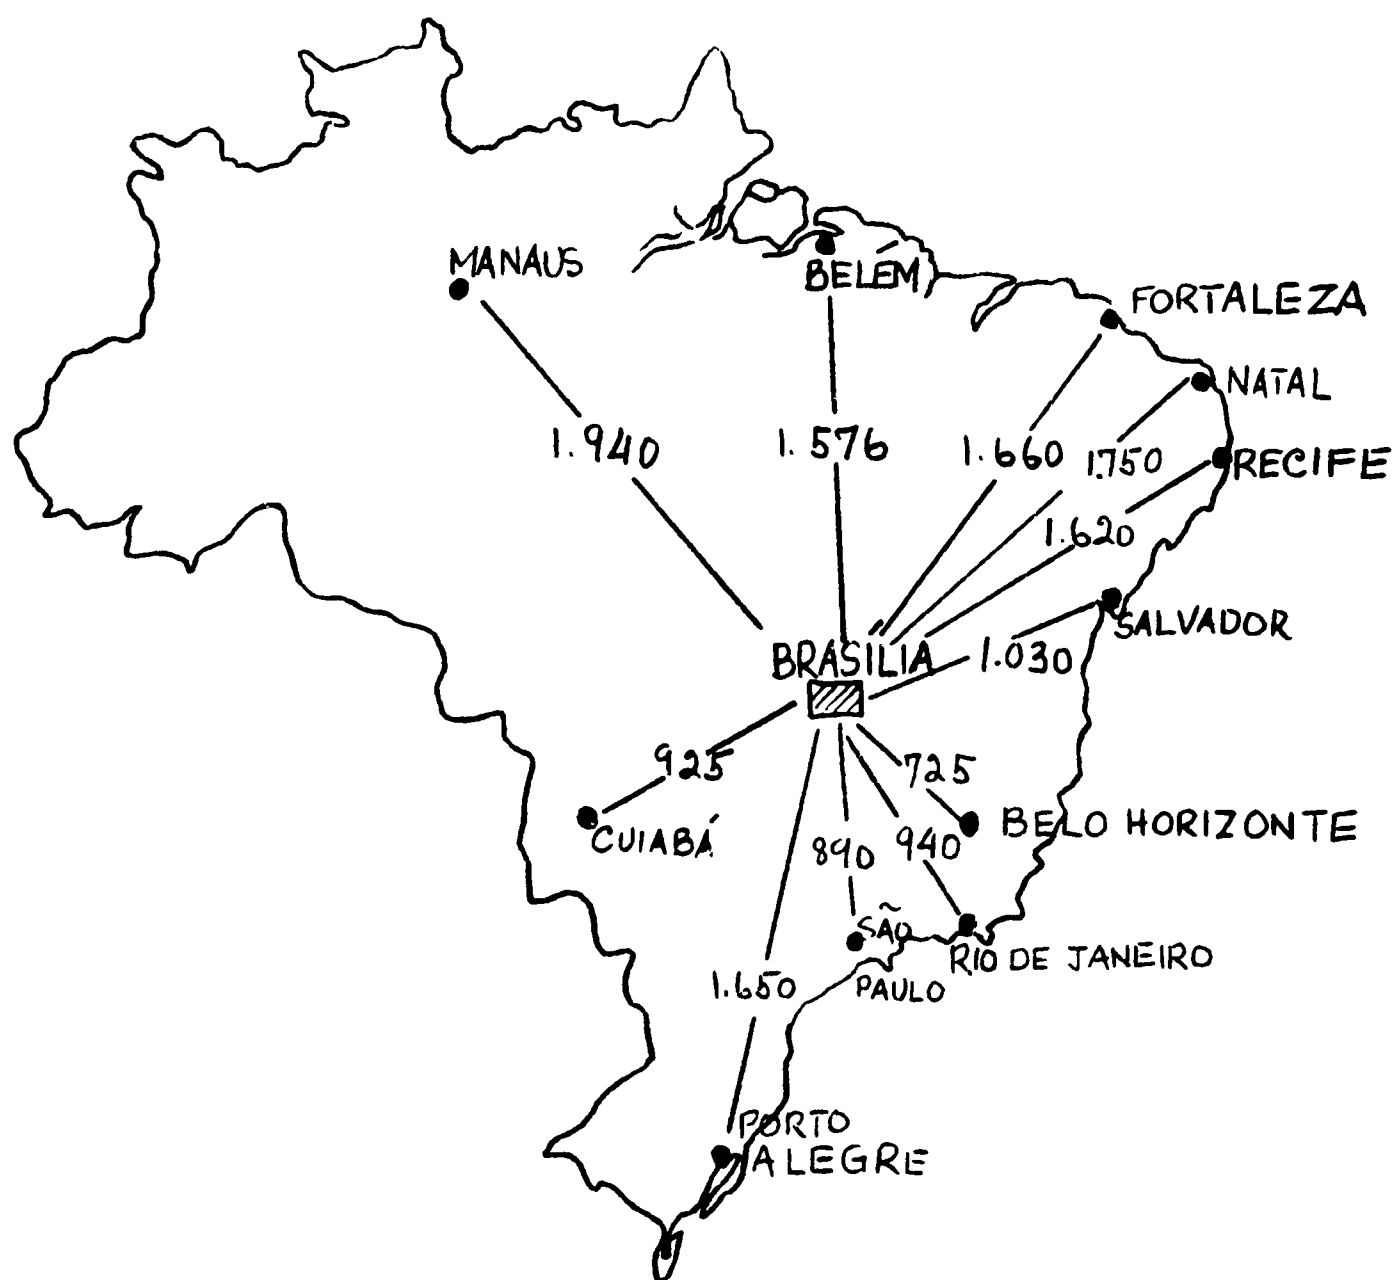 MANAUS
BELÉM
FORTALEZA
NATAL
1.940
1.576
1.660
1.750
RECIFE
1.620
SALVADOR
BRASILIA
1.030
925
725
CUIABÁ
890
940
BELO HORIZONTE
SÃO
PAULO
RIO DE JANEIRO
1.650
PORTO
ALEGRE